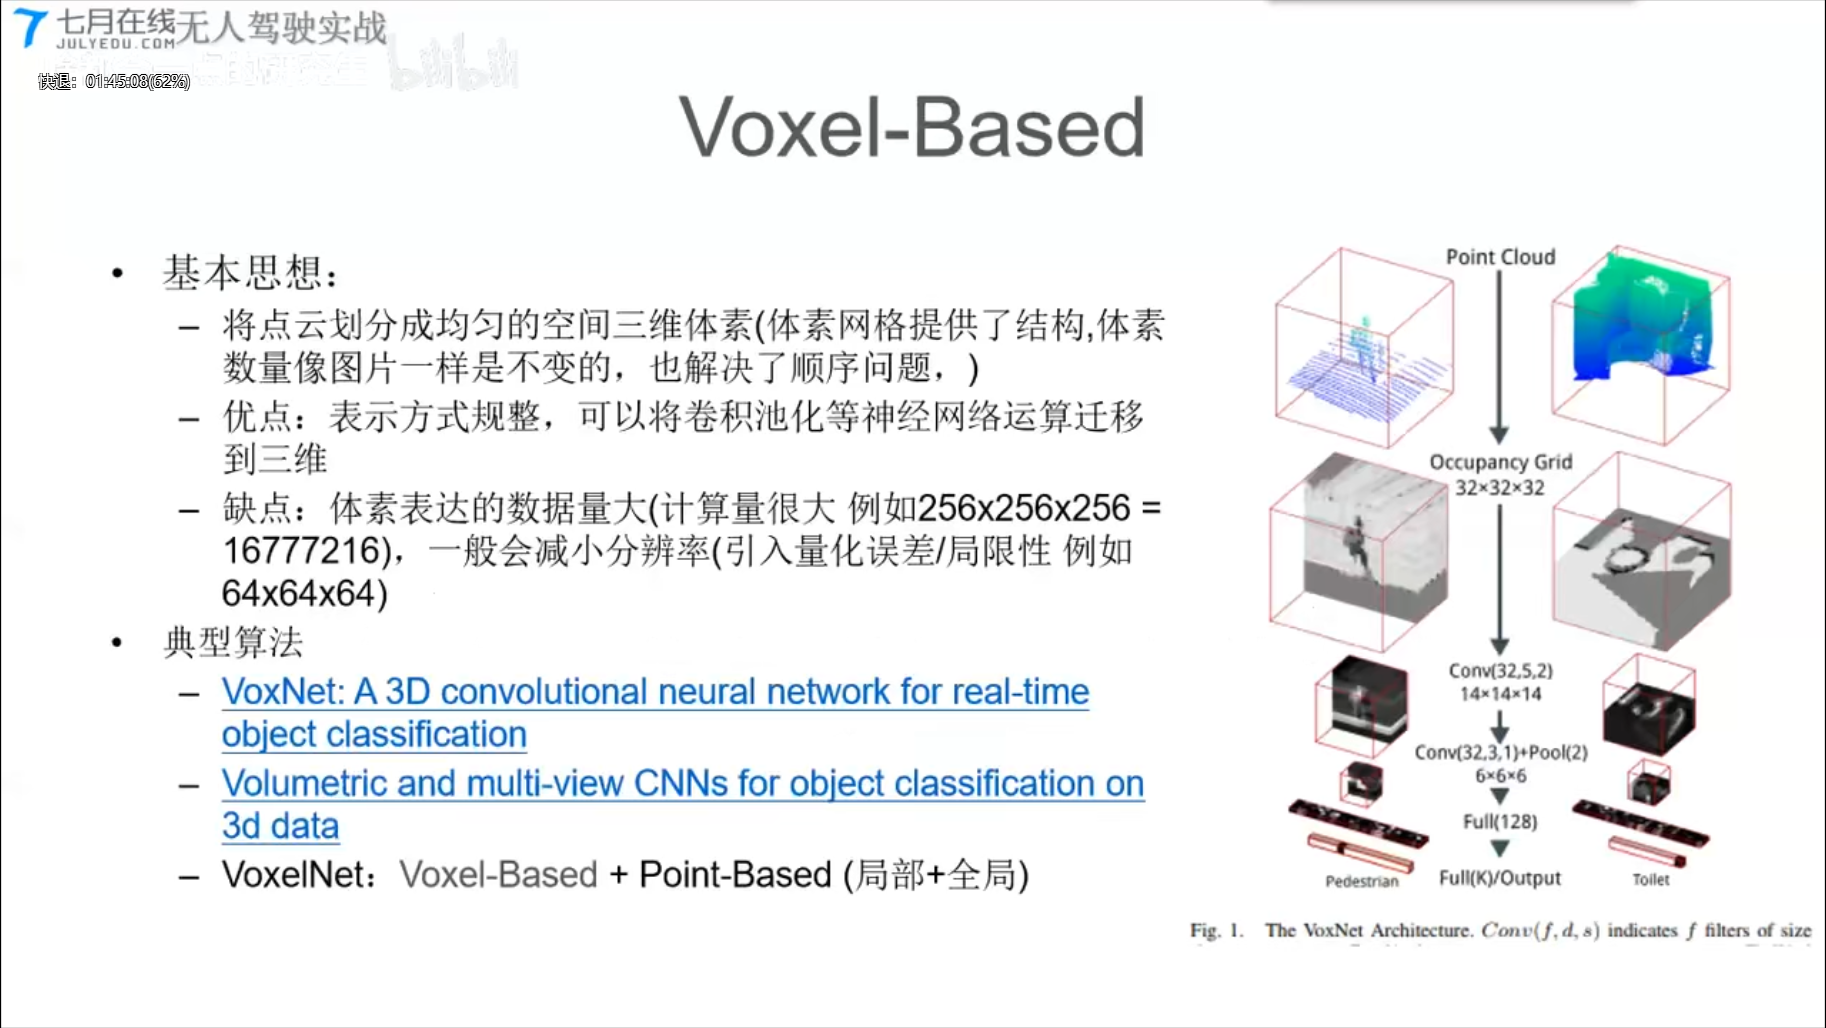 七月在线
JULYEDU.COM
无人驾驶实战
bilibili
快退：01:45:08(62%)
Voxel-Based
• 基本思想：
– 将点云划分成均匀的空间三维体素(体素网格提供了结构,体素
数量像图片一样是不变的，也解决了顺序问题，)
– 优点：表示方式规整，可以将卷积池化等神经网络运算迁移
到三维
– 缺点：体素表达的数据量大(计算量很大 例如256x256x256 =
16777216)，一般会减小分辨率(引入量化误差/局限性 例如
64x64x64)
• 典型算法
– VoxNet: A 3D convolutional neural network for real-time
object classification
– Volumetric and multi-view CNNs for object classification on
3d data
– VoxelNet：Voxel-Based + Point-Based (局部+全局)
Point Cloud
Occupancy Grid
32×32×32
Conv(32,5,2)
14×14×14
Conv(32,3,1)+Pool(2)
6×6×6
Full(128)
Full(K)/Output
Pedestrian
Toilet
Fig. 1. The VoxNet Architecture. Conv(f, d, s) indicates f filters of size